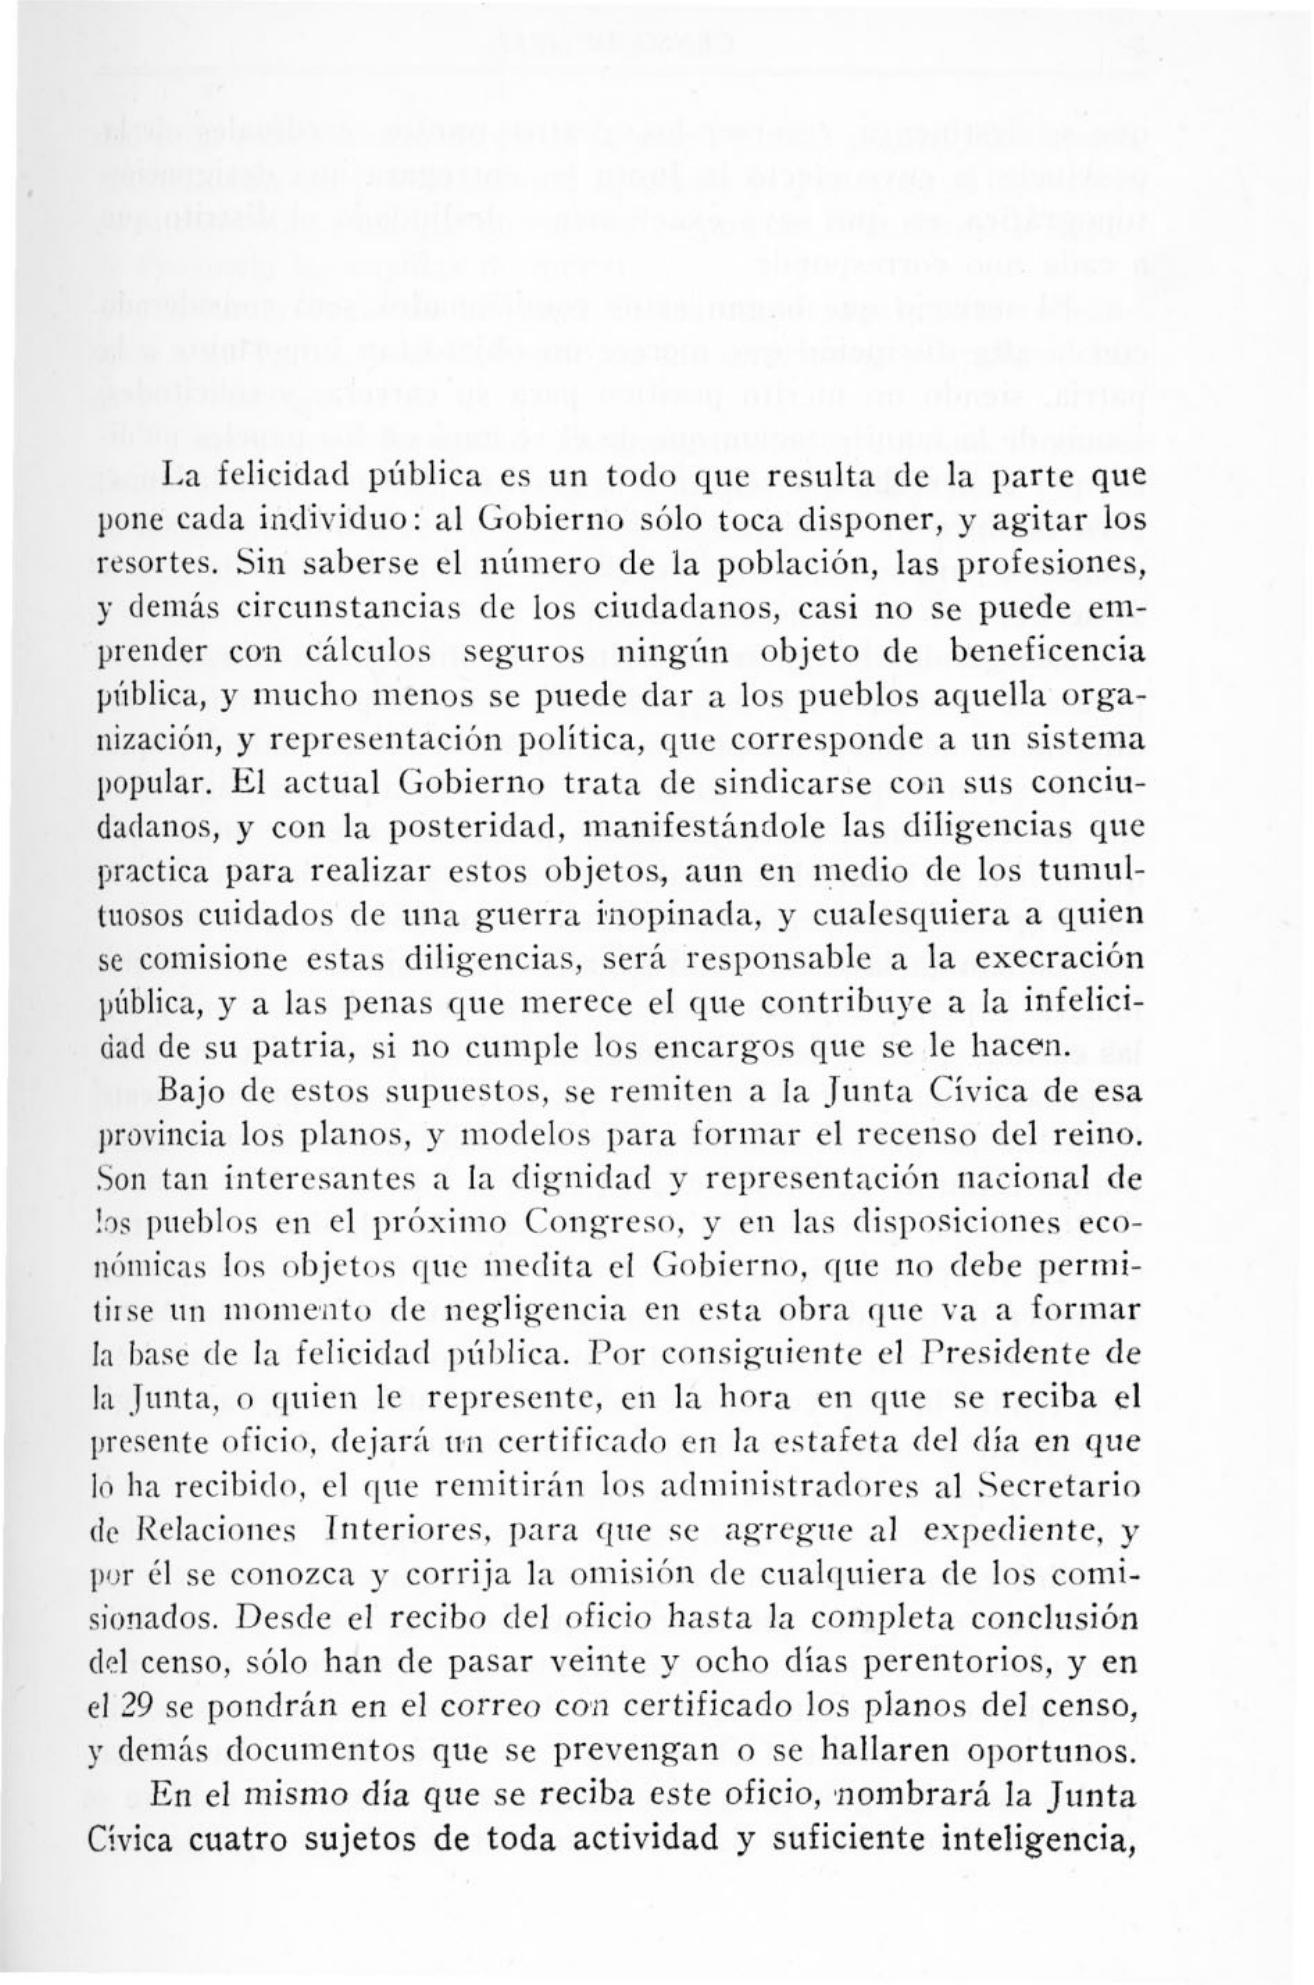 La felicidad pública es un todo que resulta de la parte que
pone cada individuo: al Gobierno sólo toca disponer, y agitar los
resortes. Sin saberse el número de la población, las profesiones,
y demás circunstancias de los ciudadanos, casi no se puede em-
prender con cálculos seguros ningún objeto de beneficencia
pública, y mucho menos se puede dar a los pueblos aquella orga-
nización, y representación política, que corresponde a un sistema
popular. El actual Gobierno trata de sindicarse con sus conciu-
dadanos, y con la posteridad, manifestándole las diligencias que
practica para realizar estos objetos, aun en medio de los tumul-
tuosos cuidados de una guerra inopinada, y cualesquiera a quien
se comisione estas diligencias, será responsable a la execración
pública, y a las penas que merece el que contribuye a la infelici-
dad de su patria, si no cumple los encargos que se le hacen.
Bajo de estos supuestos, se remiten a la Junta Cívica de esa
provincia los planos, y modelos para formar el recenso del reino.
Son tan interesantes a la dignidad y representación nacional de
los pueblos en el próximo Congreso, y en las disposiciones eco-
nómicas los objetos que medita el Gobierno, que no debe permi-
tirse un momento de negligencia en esta obra que va a formar
la base de la felicidad pública. Por consiguiente el Presidente de
la Junta, o quien le represente, en la hora en que se reciba el
presente oficio, dejará un certificado en la estafeta del día en que
lo ha recibido, el que remitirán los administradores al Secretario
de Relaciones Interiores, para que se agregue al expediente, y
por él se conozca y corrija la omisión de cualquiera de los comi-
sionados. Desde el recibo del oficio hasta la completa conclusión
del censo, sólo han de pasar veinte y ocho días perentorios, y en
el 29 se pondrán en el correo con certificado los planos del censo,
y demás documentos que se prevengan o se hallaren oportunos.
En el mismo día que se reciba este oficio, nombrará la Junta
Cívica cuatro sujetos de toda actividad y suficiente inteligencia,